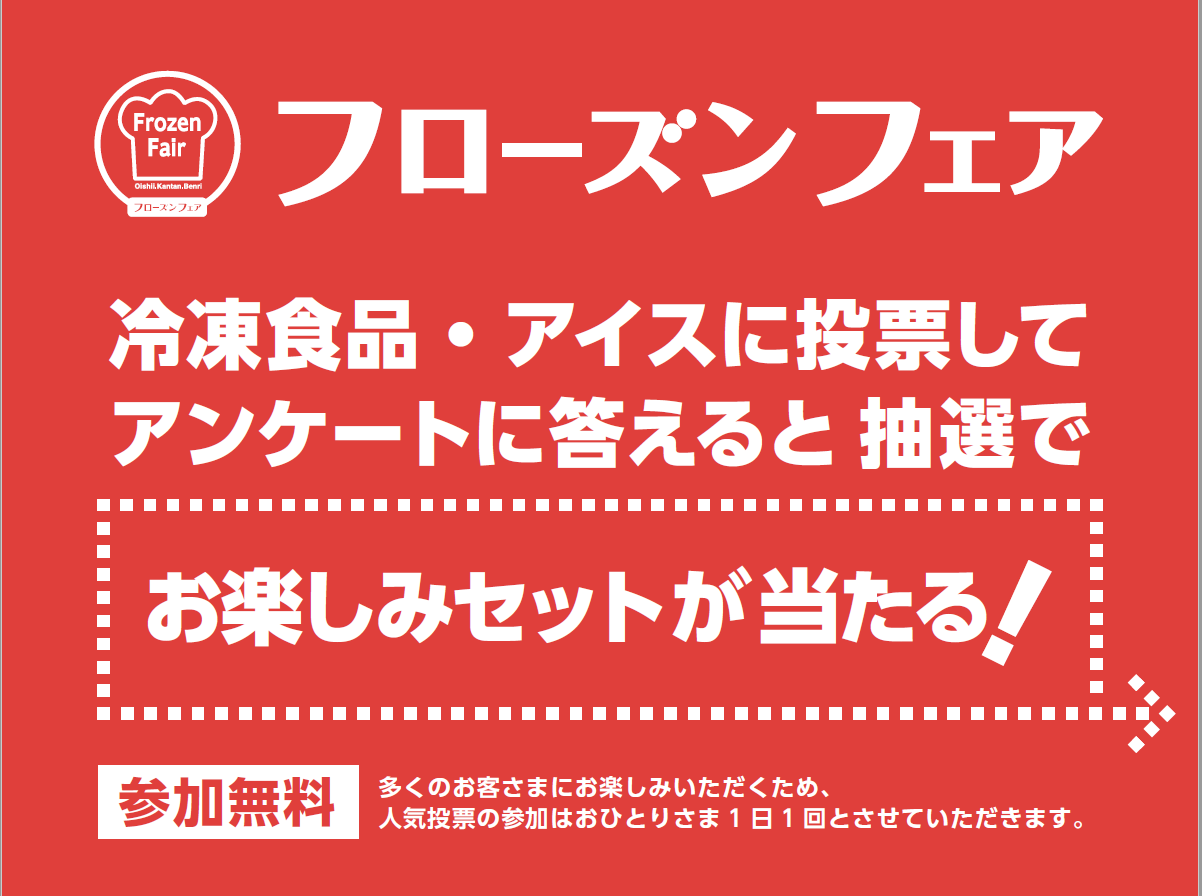 Frozen
Fair
Oishii.Kantan.Benri
フローズンフェア
フローズンフェア
冷凍食品・アイスに投票して
アンケートに答えると 抽選で
お楽しみセットが当たる!
参加無料
多くのお客さまにお楽しみいただくため、
人気投票の参加はおひとりさま1日1回とさせていただきます。